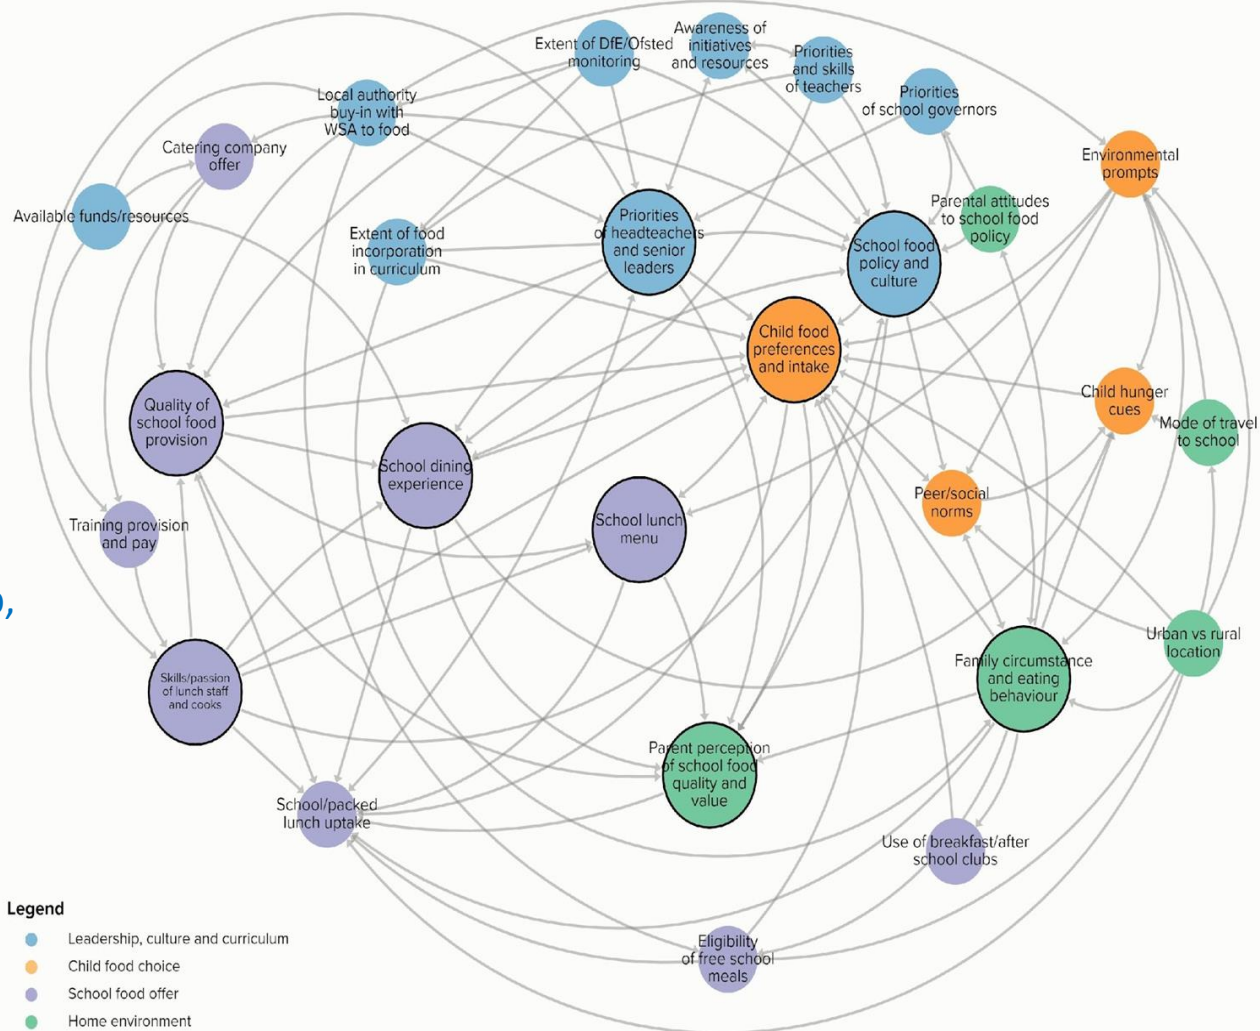 Extent of DfE/Ofsted
monitoring
Awareness of
initiatives
and resources
Priorities
and skills
of teachers
Priorities
of school governors
Local authority
buy-in with
WSA to food
Catering company
offer
Environmental
prompts
Available funds/resources
Parental attitudes
to school food
policy
Extent of food
incorporation
in curriculum
Priorities
of headteachers
and senior
leaders
School food
policy and
culture
Child food
preferences
and intake
Child hunger
cues
Mode of travel
to school
Quality of
school food
provision
School dining
experience
School lunch
menu
Peer/social
norms
Training provision
and pay
o,
Skills/passion
of lunch staff
and cooks
Family circumstance
and eating
behaviour
Urban vs rural
location
Parent perception
of school food
quality and
value
School/packed
lunch uptake
Use of breakfast/after
school clubs
Eligibility
of free school
meals
Legend
Leadership, culture and curriculum
Child food choice
School food offer
Home environment